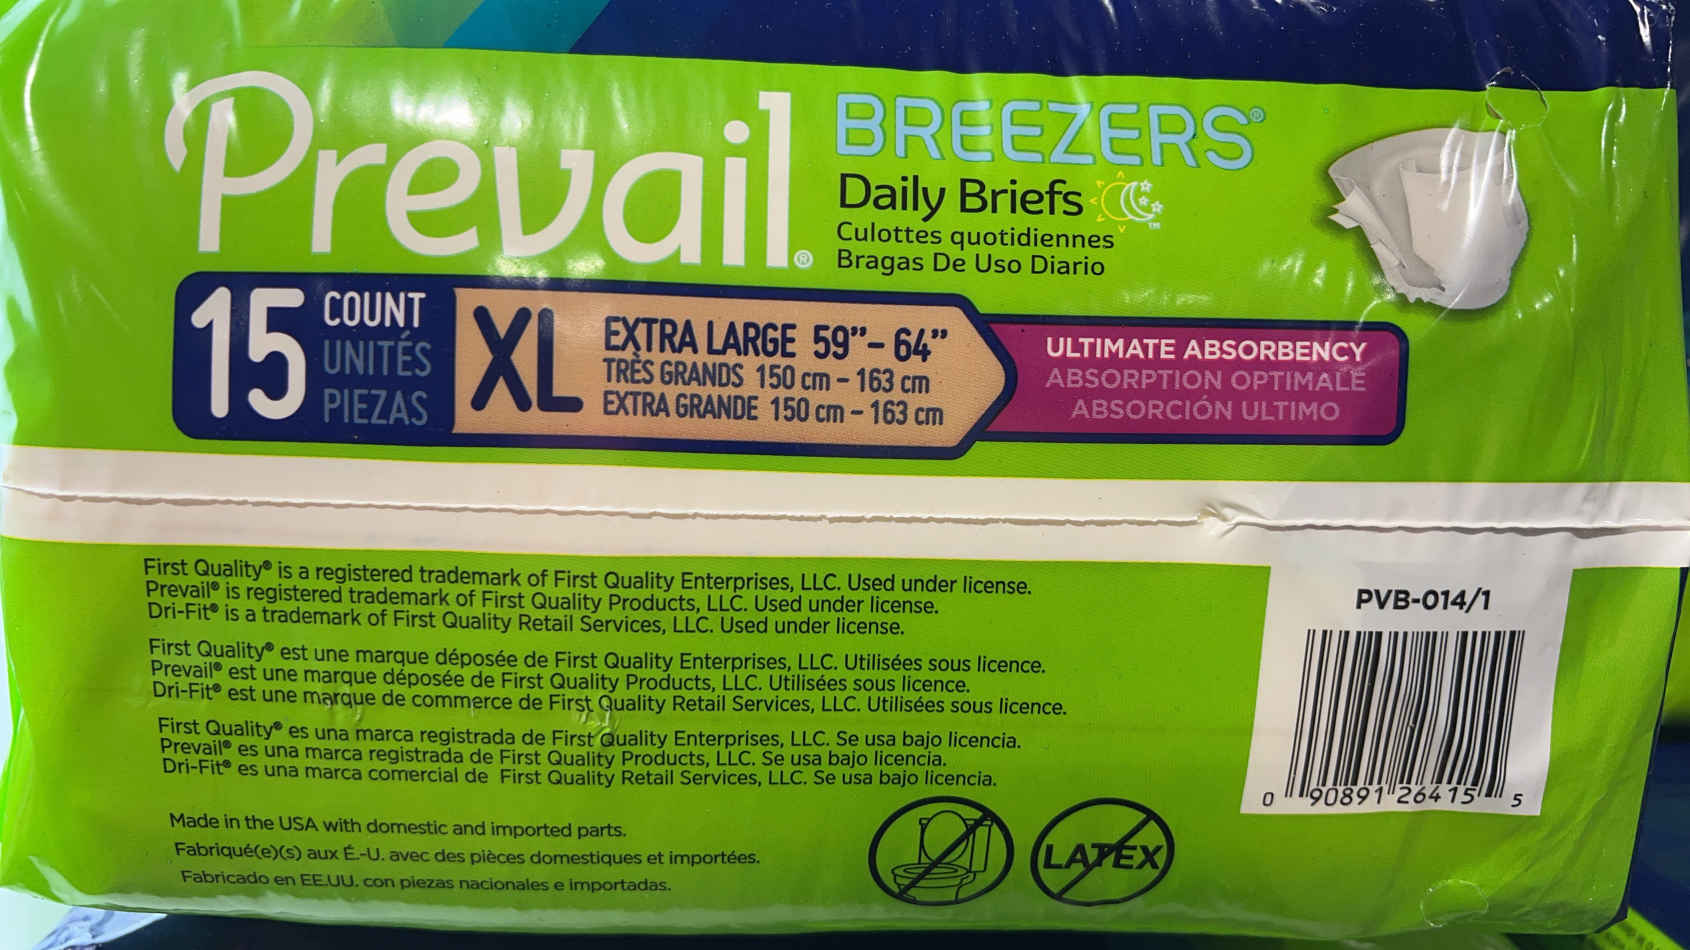 Prevail®
BREEZERS®
Daily Briefs
TM
Culottes quotidiennes
Bragas De Uso Diario
15 COUNT
UNITÉS
PIEZAS
XL
EXTRA LARGE 59”– 64”
TRÈS GRANDS 150 cm – 163 cm
EXTRA GRANDE 150 cm – 163 cm
ULTIMATE ABSORBENCY
ABSORPTION OPTIMALE
ABSORCIÓN ULTIMO
First Quality® is a registered trademark of First Quality Enterprises, LLC. Used under license.
Prevail® is registered trademark of First Quality Products, LLC. Used under license.
Dri-Fit® is a trademark of First Quality Retail Services, LLC. Used under license.
First Quality® est une marque déposée de First Quality Enterprises, LLC. Utilisées sous licence.
Prevail® est une marque déposée de First Quality Products, LLC. Utilisées sous licence.
Dri-Fit® est une marque de commerce de First Quality Retail Services, LLC. Utilisées sous licence.
First Quality® es una marca registrada de First Quality Enterprises, LLC. Se usa bajo licencia.
Prevail® es una marca registrada de First Quality Products, LLC. Se usa bajo licencia.
Dri-Fit® es una marca comercial de First Quality Retail Services, LLC. Se usa bajo licencia.
Made in the USA with domestic and imported parts.
Fabriqué(e)(s) aux É.-U. avec des pièces domestiques et importées.
Fabricado en EE.UU. con piezas nacionales e importadas.
LATEX
PVB-014/1
0 90891 26415 5